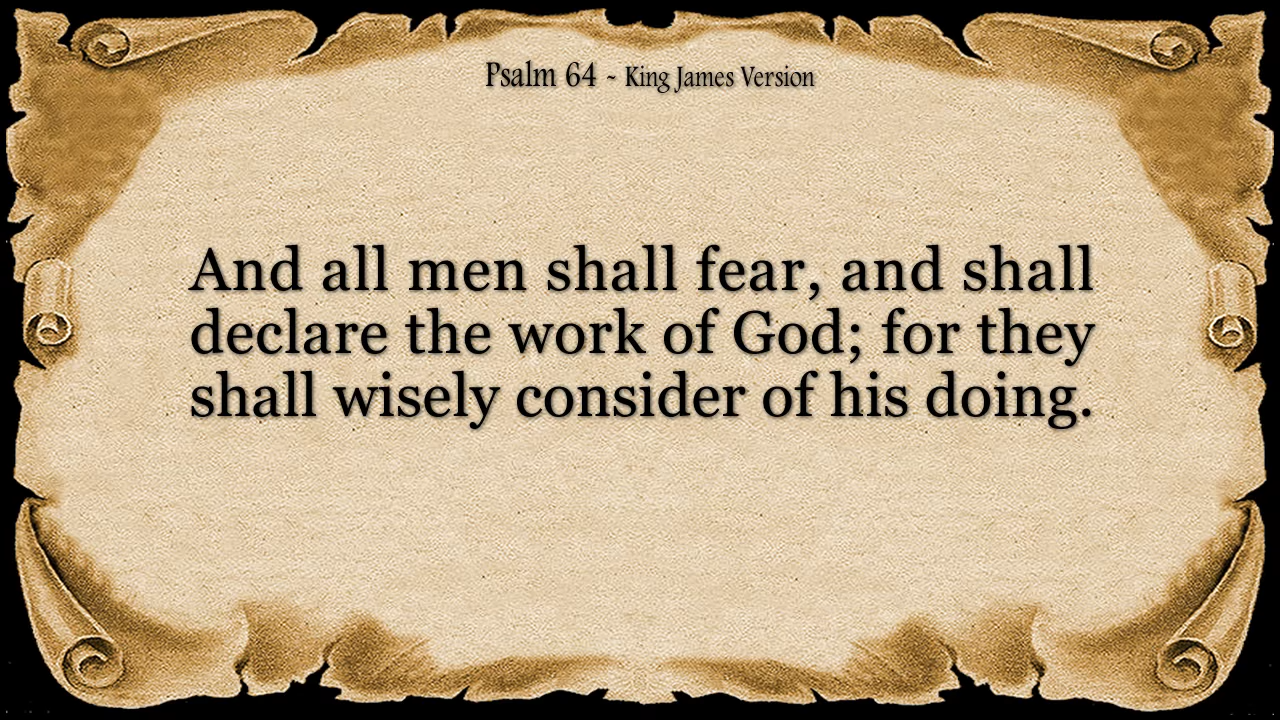 Psalm 64 ~ King James Version
And all men shall fear, and shall
declare the work of God; for they
shall wisely consider of his doing.